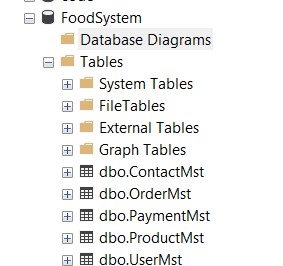 FoodSystem
Database Diagrams
Tables
System Tables
FileTables
External Tables
Graph Tables
dbo.ContactMst
dbo.OrderMst
dbo.PaymentMst
dbo.ProductMst
dbo.UserMst